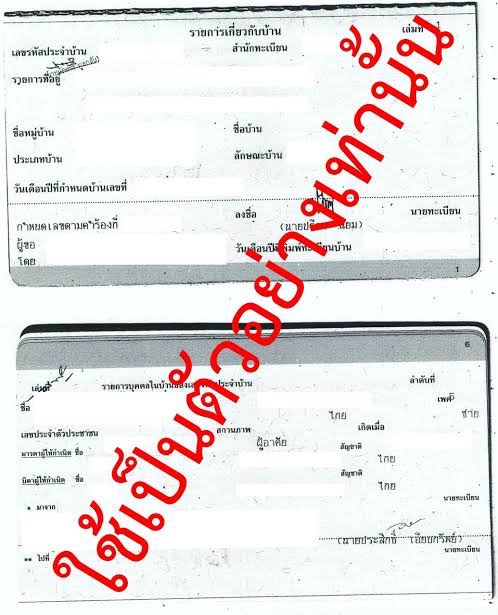 รายการเกี่ยวกับบ้าน เล่มที่ 1
เลขรหัสประจำบ้าน สำนักทะเบียน
รายการที่อยู่
ชื่อหมู่บ้าน ชื่อบ้าน
ประเภทบ้าน ลักษณะบ้าน
วันเดือนปีที่กำหนดบ้านเลขที่
ลงชื่อ นายทะเบียน
กำหนดเลขตามคำร้องที่
ผู้ขอ วันเดือนปีที่พิมพ์ทะเบียนบ้าน
โดย
1
6
เล่มที่ รายการบุคคลในบ้านของเลขรหัสประจำบ้าน ลำดับที่
ชื่อ ไทย เพศ ชาย
เลขประจำตัวประชาชน สถานภาพ ผู้อาศัย เกิดเมื่อ
มารดาผู้ให้กำเนิด ชื่อ สัญชาติ ไทย
บิดาผู้ให้กำเนิด ชื่อ สัญชาติ ไทย
* มาจาก นายทะเบียน
(นายประสิทธิ์ เอียบทรัพย์)
** ไปที่ นายทะเบียน
ใช้เป็นตัวอย่างเท่านั้น